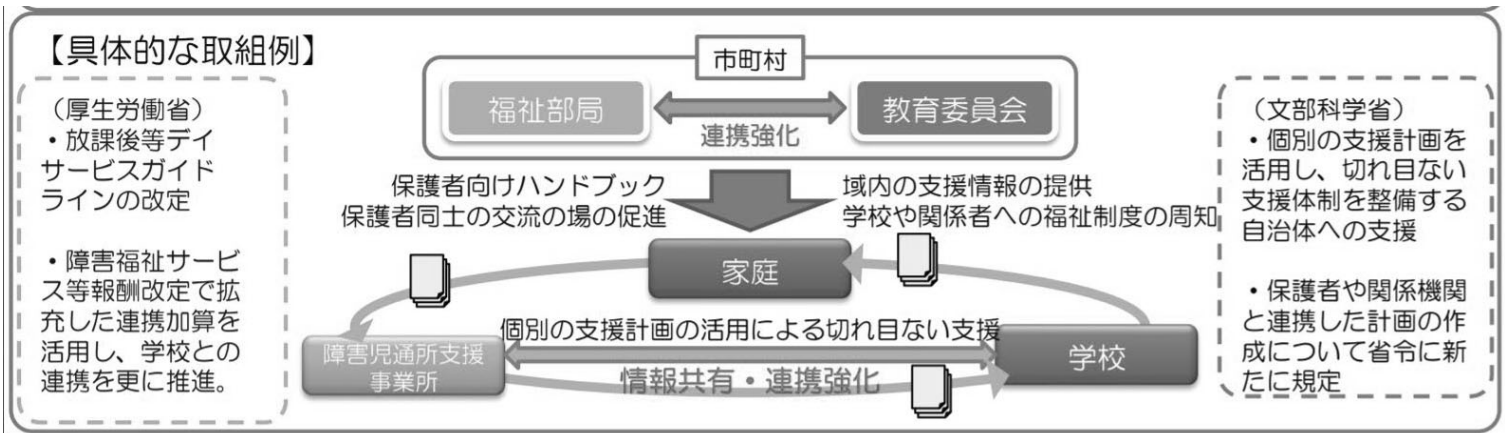 【具体的な取組例】
（厚生労働省）
・放課後等デイ
サービスガイド
ラインの改定
・障害福祉サービ
ス等報酬改定で拡
充した連携加算を
活用し、学校との
連携を更に推進。
市町村
福祉部局
教育委員会
連携強化
保護者向けハンドブック
保護者同士の交流の場の促進
域内の支援情報の提供
学校や関係者への福祉制度の周知
家庭
個別の支援計画の活用による切れ目ない支援
障害児通所支援
事業所
学校
情報共有・連携強化
（文部科学省）
・個別の支援計画を
活用し、切れ目ない
支援体制を整備する
自治体への支援
・保護者や関係機関
と連携した計画の作
成について省令に新
たに規定